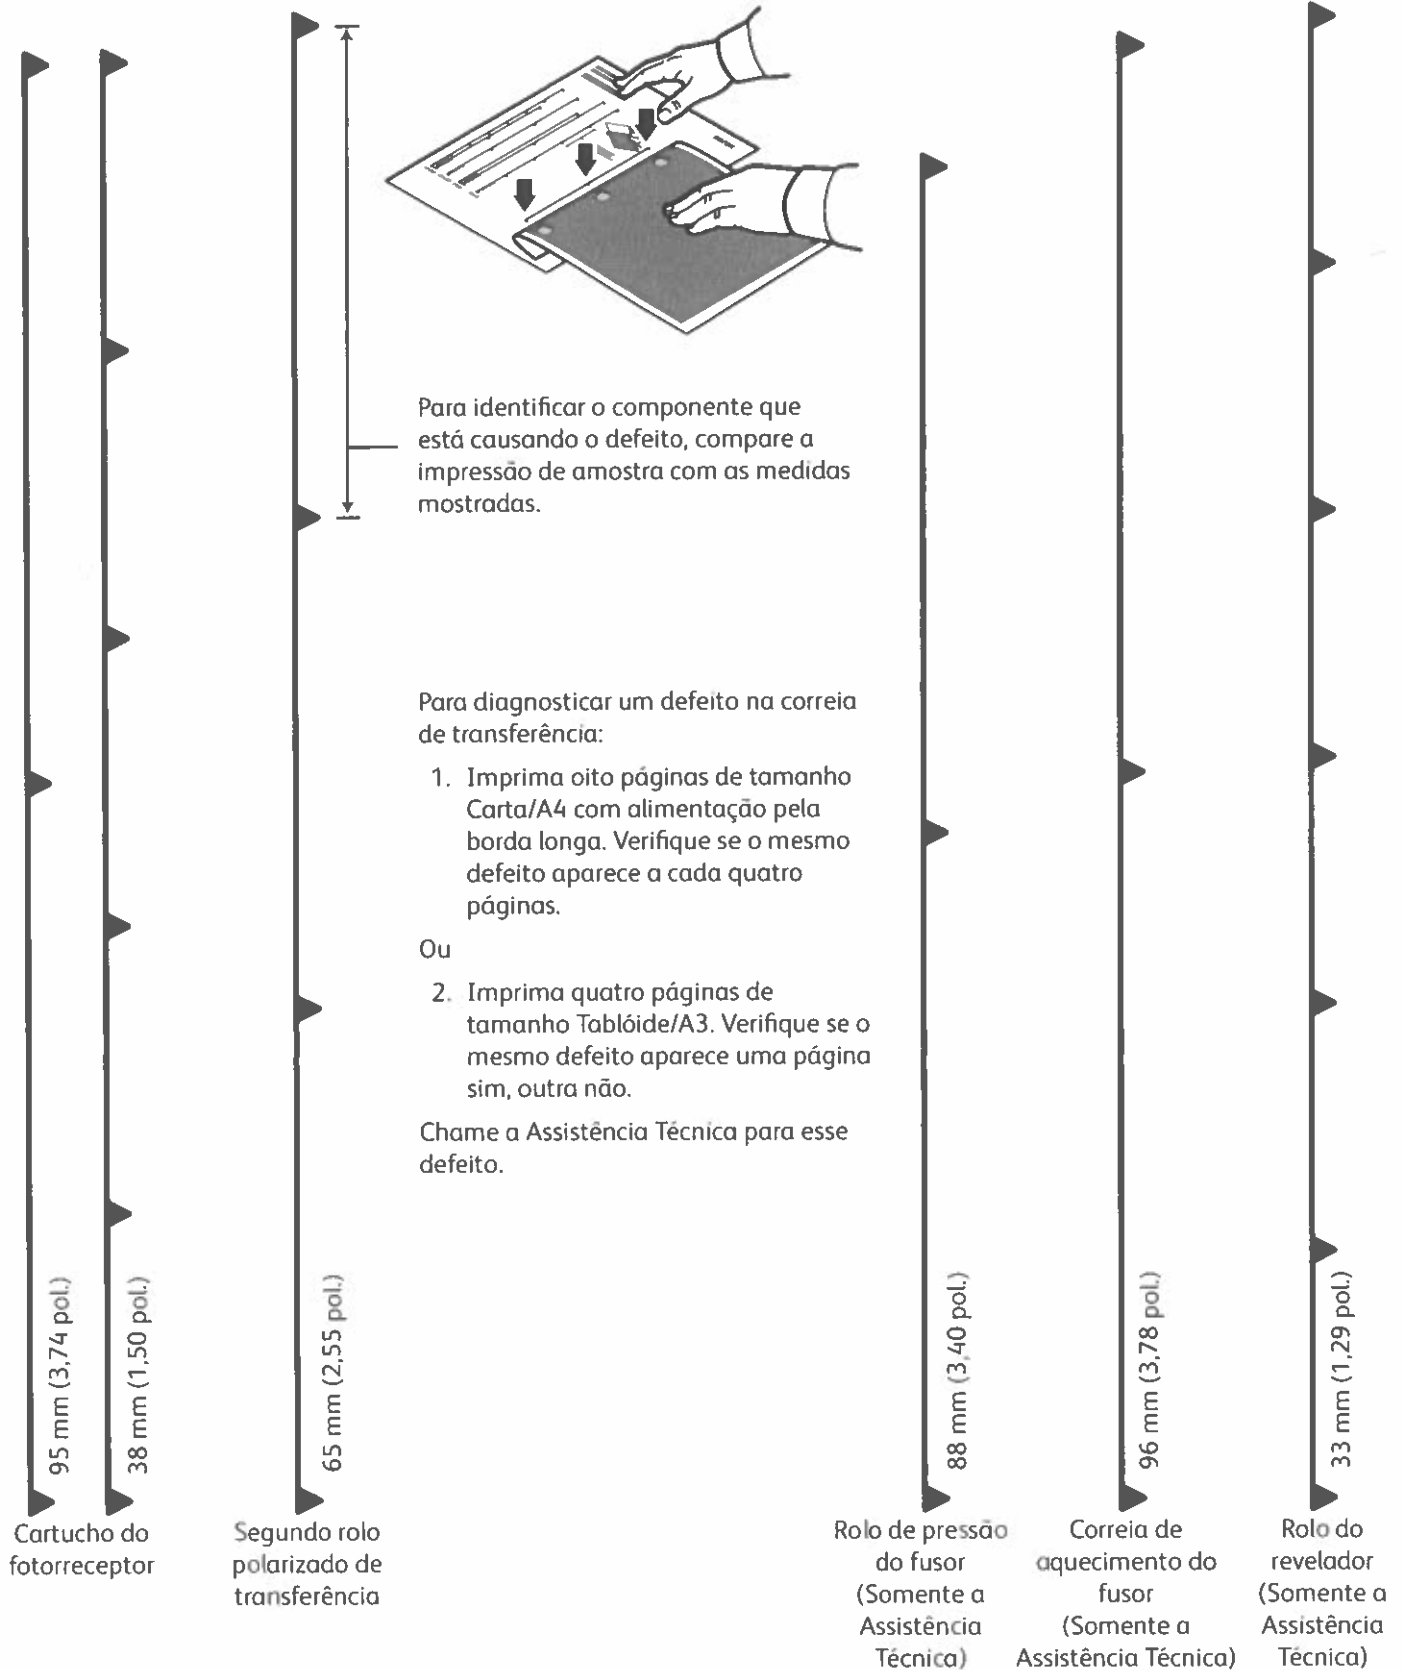 Para identificar o componente que
está causando o defeito, compare a
impressão de amostra com as medidas
mostradas.
Para diagnosticar um defeito na correia
de transferência:
1. Imprima oito páginas de tamanho
Carta/A4 com alimentação pela
borda longa. Verifique se o mesmo
defeito aparece a cada quatro
páginas.
Ou
2. Imprima quatro páginas de
tamanho Tablóide/A3. Verifique se o
mesmo defeito aparece uma página
sim, outra não.
Chame a Assistência Técnica para esse
defeito.
95 mm (3,74 pol.)
38 mm (1,50 pol.)
65 mm (2,55 pol.)
88 mm (3,40 pol.)
96 mm (3,78 pol.)
33 mm (1,29 pol.)
Cartucho do
fotorreceptor
Segundo rolo
polarizado de
transferência
Rolo de pressão
do fusor
(Somente a
Assistência
Técnica)
Correia de
aquecimento do
fusor
(Somente a
Assistência Técnica)
Rolo do
revelador
(Somente a
Assistência
Técnica)